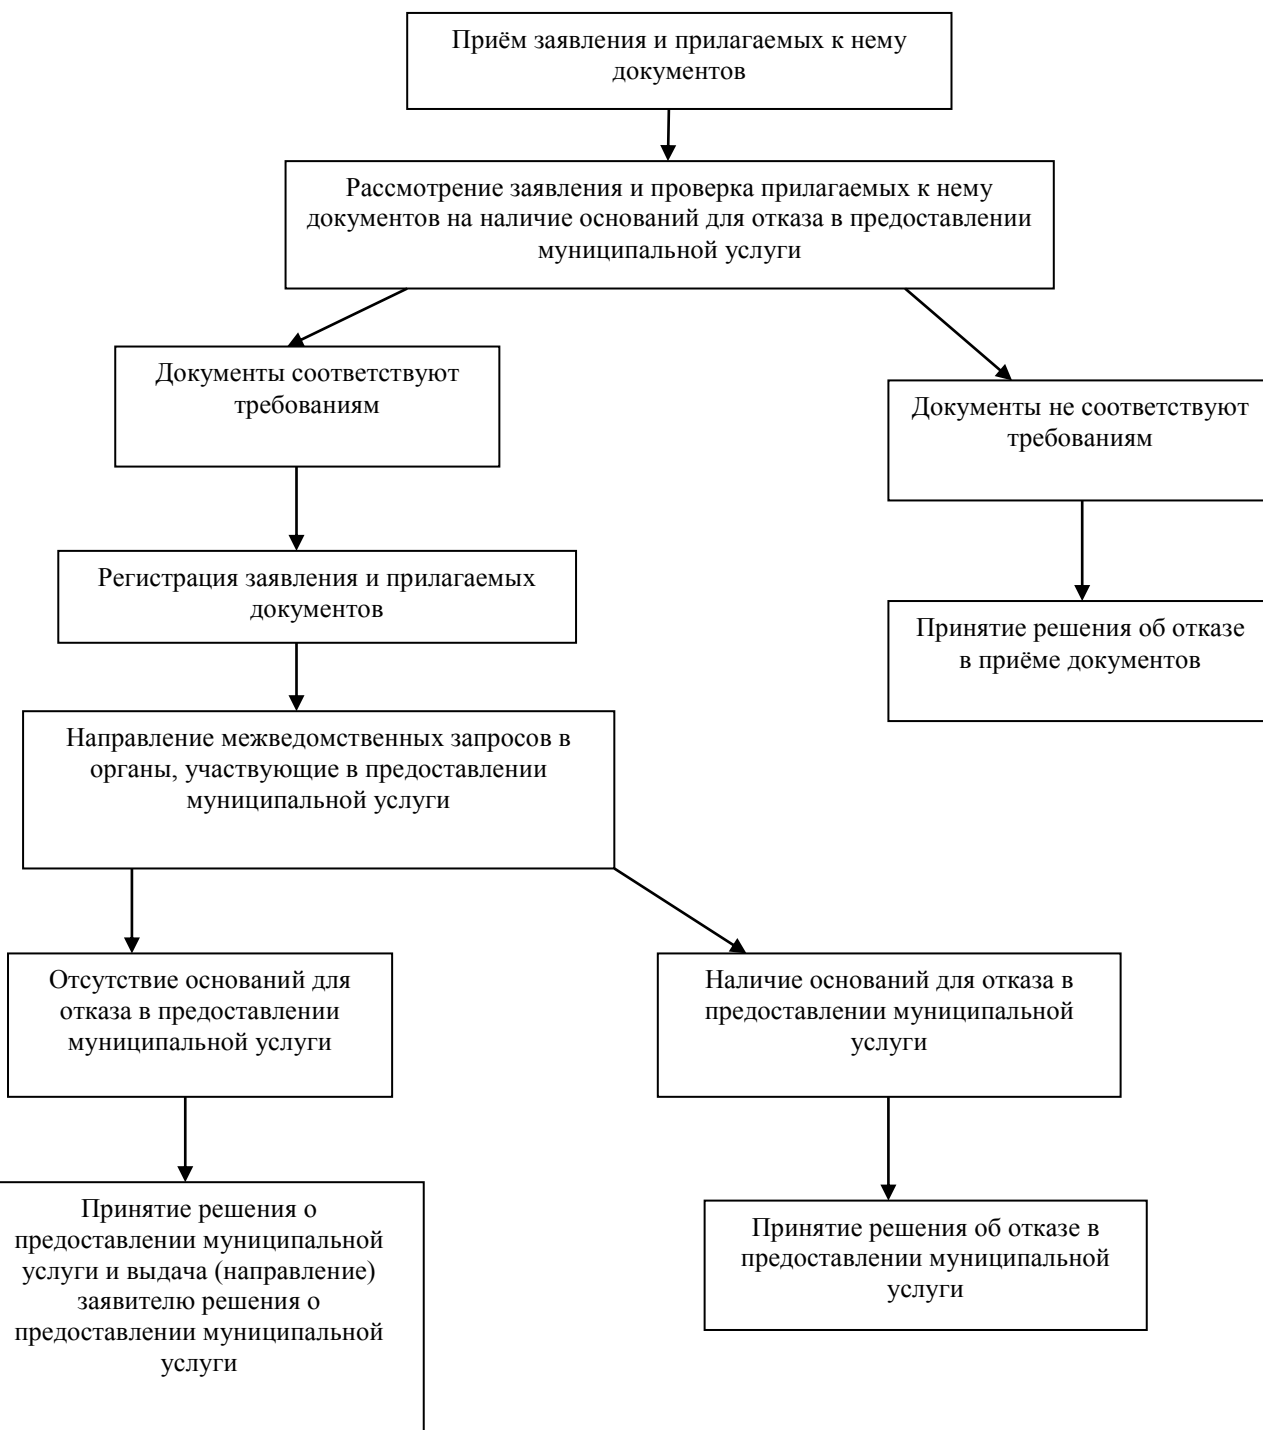 Приём заявления и прилагаемых к нему
документов
Рассмотрение заявления и проверка прилагаемых к нему
документов на наличие оснований для отказа в предоставлении
муниципальной услуги
Документы соответствуют
требованиям
Документы не соответствуют
требованиям
Регистрация заявления и прилагаемых
документов
Принятие решения об отказе
в приёме документов
Направление межведомственных запросов в
органы, участвующие в предоставлении
муниципальной услуги
Отсутствие оснований для
отказа в предоставлении
муниципальной услуги
Наличие оснований для отказа в
предоставлении муниципальной
услуги
Принятие решения о
предоставлении муниципальной
услуги и выдача (направление)
заявителю решения о
предоставлении муниципальной
услуги
Принятие решения об отказе в
предоставлении муниципальной
услуги